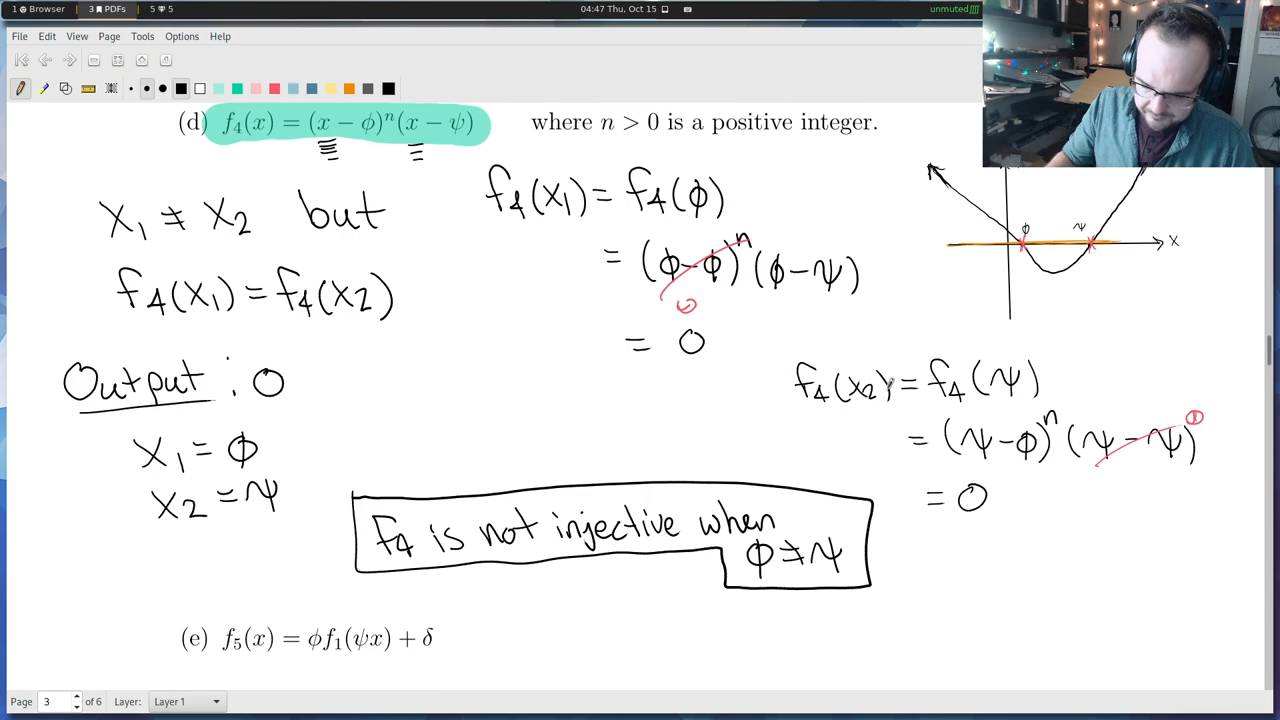 1 Browser 3 PDFs 5 5 04:47 Thu, Oct 15 unmuted
File Edit View Page Tools Options Help
(d) f₄(x) = (x − φ)ⁿ(x − ψ) where n > 0 is a positive integer.
x₁ ≠ x₂ but
f₄(x₁) = f₄(x₂)
Output: 0
x₁ = φ
x₂ = ψ
f₄(x₁) = f₄(φ)
= (φ−φ)ⁿ (φ−ψ)
0
= 0
φ ψ x
f₄(x₂) = f₄(ψ)
= (ψ−φ)ⁿ (ψ−ψ)
= 0
f₄ is not injective when
φ ≠ ψ
(e) f₅(x) = φf₁(ψx) + δ
Page 3 of 6 Layer: Layer 1